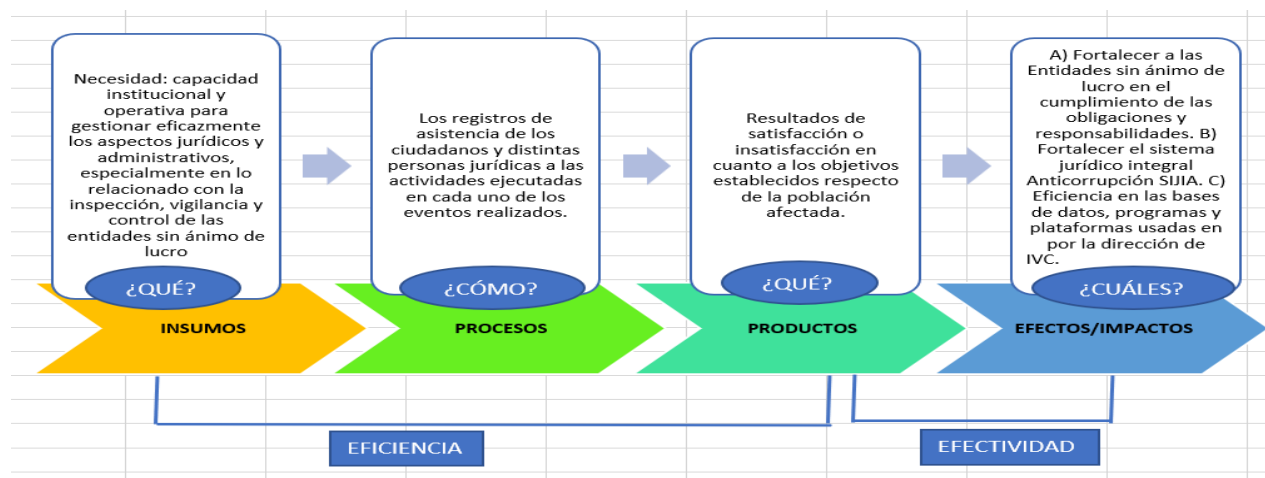 Necesidad: capacidad
institucional y
operativa para
gestionar eficazmente
los aspectos jurídicos y
administrativos,
especialmente en lo
relacionado con la
inspección, vigilancia y
control de las
entidades sin ánimo de
lucro
¿QUÉ?
INSUMOS
Los registros de
asistencia de los
ciudadanos y distintas
personas jurídicas a las
actividades ejecutadas
en cada uno de los
eventos realizados.
¿CÓMO?
PROCESOS
Resultados de
satisfacción o
insatisfacción en
cuanto a los objetivos
establecidos respecto
de la población
afectada.
¿QUÉ?
PRODUCTOS
A) Fortalecer a las
Entidades sin ánimo de
lucro en el
cumplimiento de las
obligaciones y
responsabilidades. B)
Fortalecer el sistema
jurídico integral
Anticorrupción SIJIA. C)
Eficiencia en las bases
de datos, programas y
plataformas usadas en
por la dirección de
IVC.
¿CUÁLES?
EFECTOS/IMPACTOS
EFICIENCIA
EFECTIVIDAD